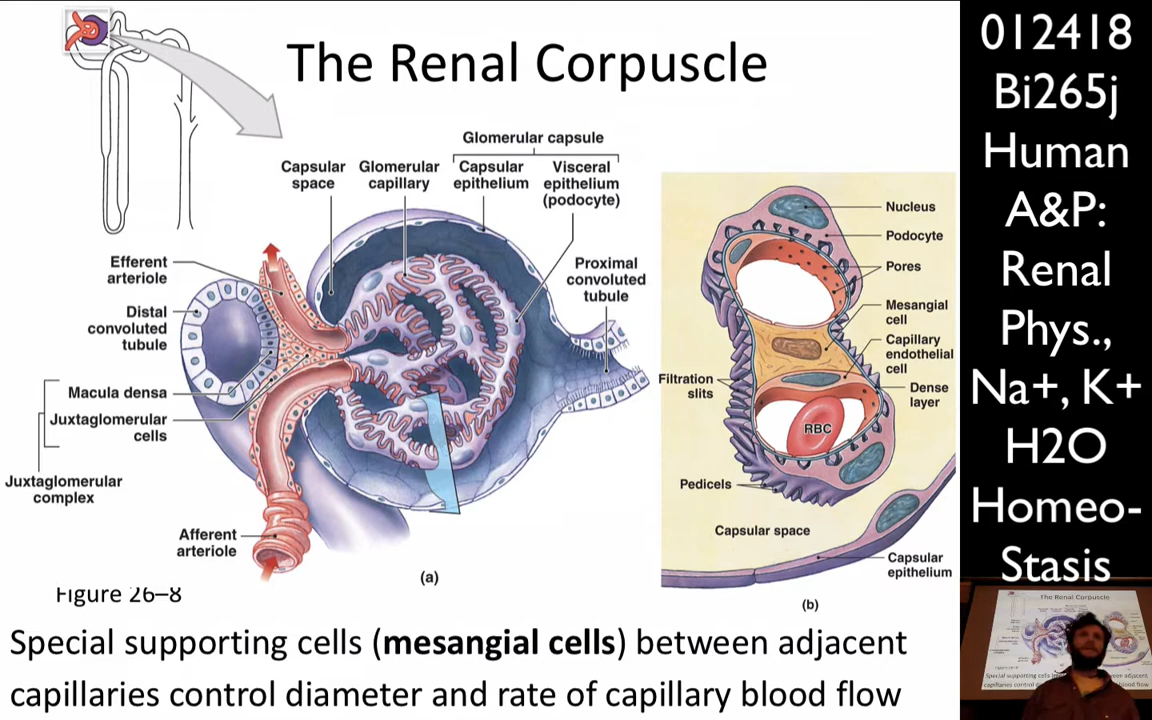 The Renal Corpuscle
Glomerular capsule
Capsular
space
Glomerular
capillary
Capsular
epithelium
Visceral
epithelium
(podocyte)
Efferent
arteriole
Distal
convoluted
tubule
Macula densa
Juxtaglomerular
cells
Juxtaglomerular
complex
Afferent
arteriole
Proximal
convoluted
tubule
(a)
Nucleus
Podocyte
Pores
Mesangial
cell
Capillary
endothelial
cell
Dense
layer
Filtration
slits
RBC
Pedicels
Capsular space
Capsular
epithelium
(b)
Figure 26–8
Special supporting cells (mesangial cells) between adjacent
capillaries control diameter and rate of capillary blood flow
012418
Bi265j
Human
A&P:
Renal
Phys.,
Na+, K+
H2O
Homeo-
Stasis
The Renal Corpuscle